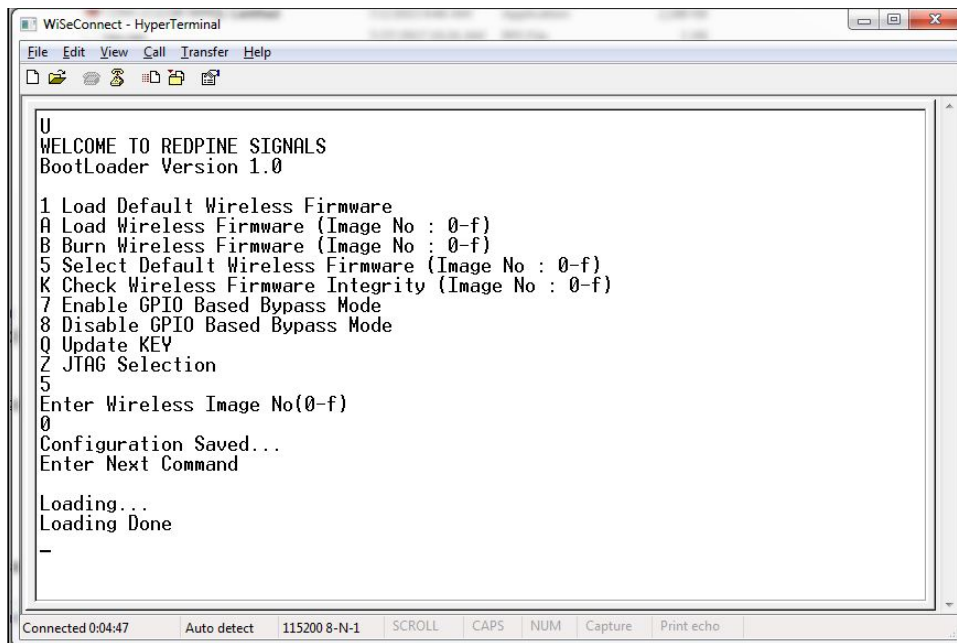 WiSeConnect - HyperTerminal
File Edit View Call Transfer Help
U
WELCOME TO REDPINE SIGNALS
BootLoader Version 1.0
1 Load Default Wireless Firmware
A Load Wireless Firmware (Image No : 0-f)
B Burn Wireless Firmware (Image No : 0-f)
5 Select Default Wireless Firmware (Image No : 0-f)
K Check Wireless Firmware Integrity (Image No : 0-f)
7 Enable GPIO Based Bypass Mode
8 Disable GPIO Based Bypass Mode
Q Update KEY
Z JTAG Selection
5
Enter Wireless Image No(0-f)
0
Configuration Saved...
Enter Next Command
Loading...
Loading Done
_
Connected 0:04:47 Auto detect 115200 8-N-1 SCROLL CAPS NUM Capture Print echo